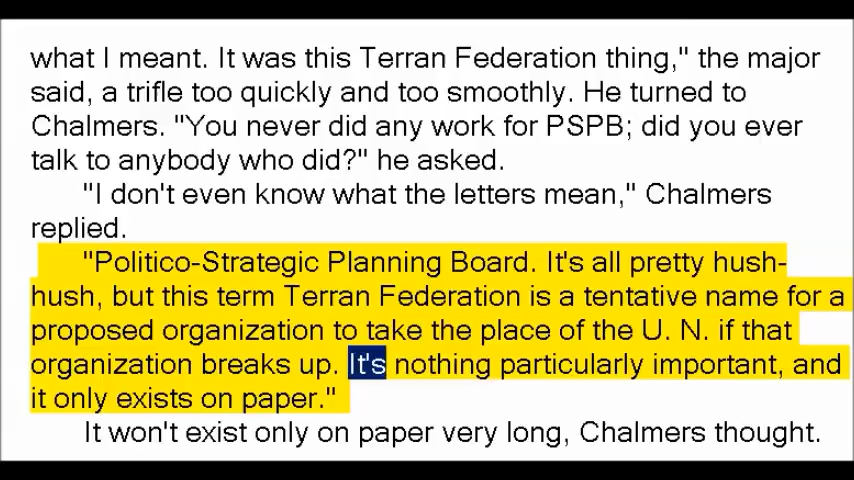 what I meant. It was this Terran Federation thing," the major
said, a trifle too quickly and too smoothly. He turned to
Chalmers. "You never did any work for PSPB; did you ever
talk to anybody who did?" he asked.
"I don't even know what the letters mean," Chalmers
replied.
"Politico-Strategic Planning Board. It's all pretty hush-
hush, but this term Terran Federation is a tentative name for a
proposed organization to take the place of the U. N. if that
organization breaks up. It's nothing particularly important, and
it only exists on paper."
It won't exist only on paper very long, Chalmers thought.